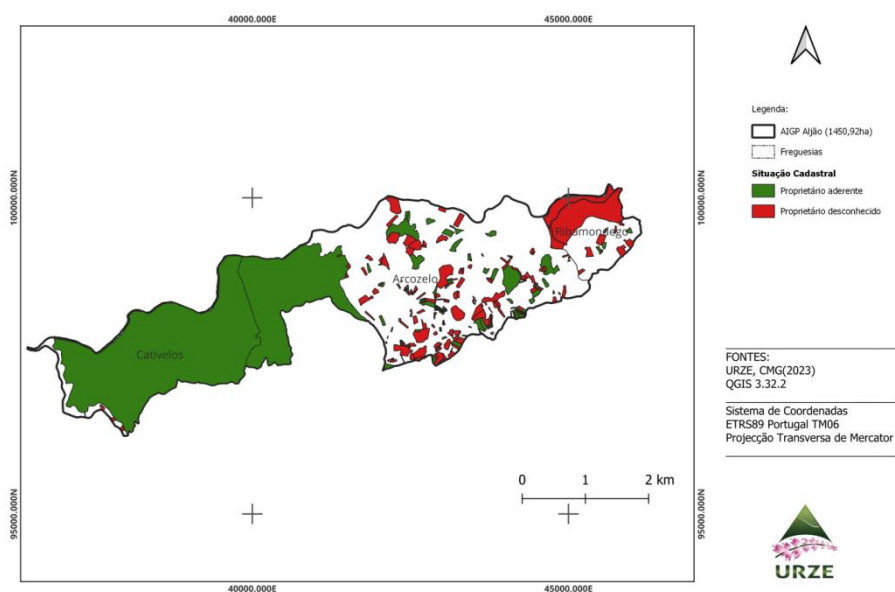 40000.000E
45000.000E
100000.000N
100000.000N
Legenda:
AIGP Aljão (1450,92ha)
Freguesias
Situação Cadastral
Proprietário aderente
Proprietário desconhecido
Ribamondego
Arcozelo
Cativelos
FONTES:
URZE, CMG(2023)
QGIS 3.32.2
Sistema de Coordenadas
ETRS89 Portugal TM06
Projecção Transversa de Mercator
0 1 2 km
95000.000N
95000.000N
URZE
40000.000E
45000.000E